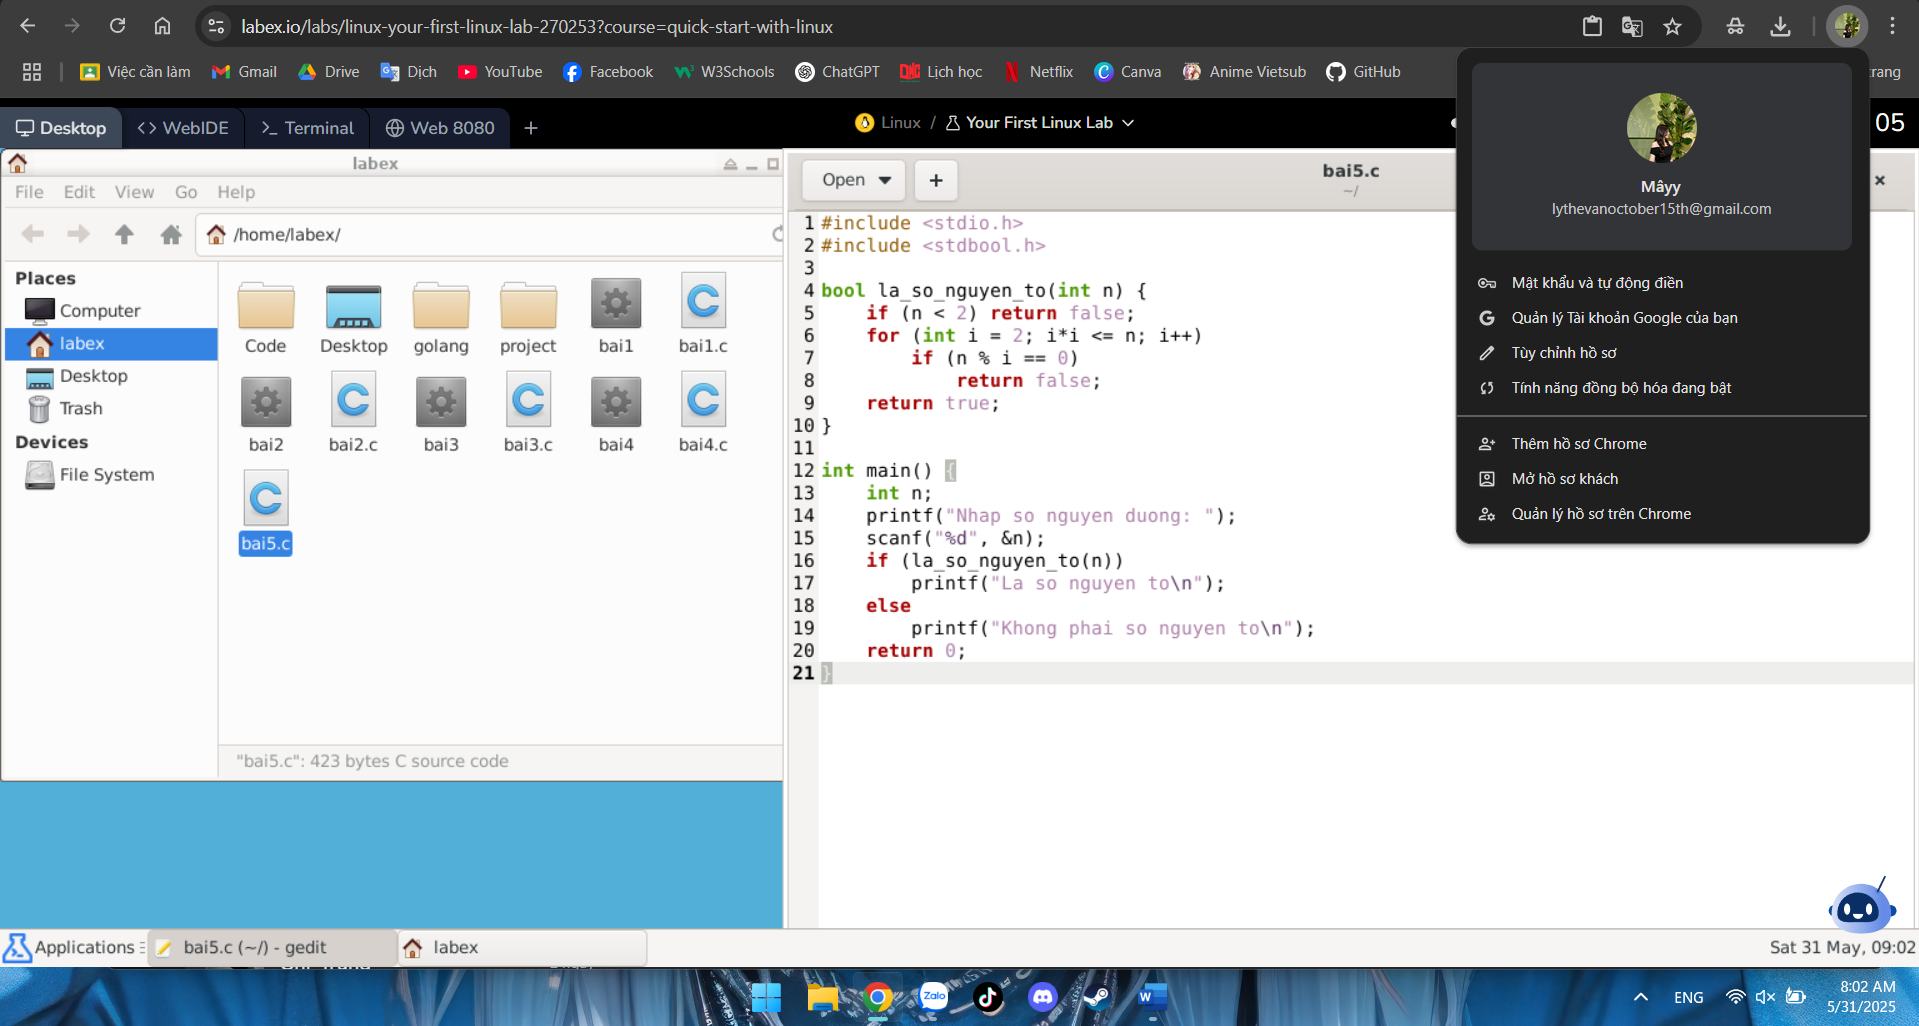 labex.io/labs/linux-your-first-linux-lab-270253?course=quick-start-with-linux
Việc cần làm
Gmail
Drive
Dịch
YouTube
Facebook
W3Schools
ChatGPT
Lịch học
Netflix
Canva
Anime Vietsub
GitHub
trang
Desktop
WebIDE
Terminal
Web 8080
Linux / Your First Linux Lab
05
labex
File Edit View Go Help
/home/labex/
Places
Computer
labex
Desktop
Trash
Devices
File System
Code
Desktop
golang
project
bai1
bai1.c
bai2
bai2.c
bai3
bai3.c
bai4
bai4.c
bai5.c
"bai5.c": 423 bytes C source code
Open
bai5.c
~/
1 #include <stdio.h>
2 #include <stdbool.h>
3
4 bool la_so_nguyen_to(int n) {
5     if (n < 2) return false;
6     for (int i = 2; i*i <= n; i++)
7         if (n % i == 0)
8             return false;
9     return true;
10 }
11
12 int main() {
13     int n;
14     printf("Nhap so nguyen duong: ");
15     scanf("%d", &n);
16     if (la_so_nguyen_to(n))
17         printf("La so nguyen to\n");
18     else
19         printf("Khong phai so nguyen to\n");
20     return 0;
21 }
Mâyy
lythevanoctober15th@gmail.com
Mật khẩu và tự động điền
Quản lý Tài khoản Google của bạn
Tùy chỉnh hồ sơ
Tính năng đồng bộ hóa đang bật
Thêm hồ sơ Chrome
Mở hồ sơ khách
Quản lý hồ sơ trên Chrome
Applications
bai5.c (~/) - gedit
labex
Sat 31 May, 09:02
Zalo
ENG
8:02 AM
5/31/2025